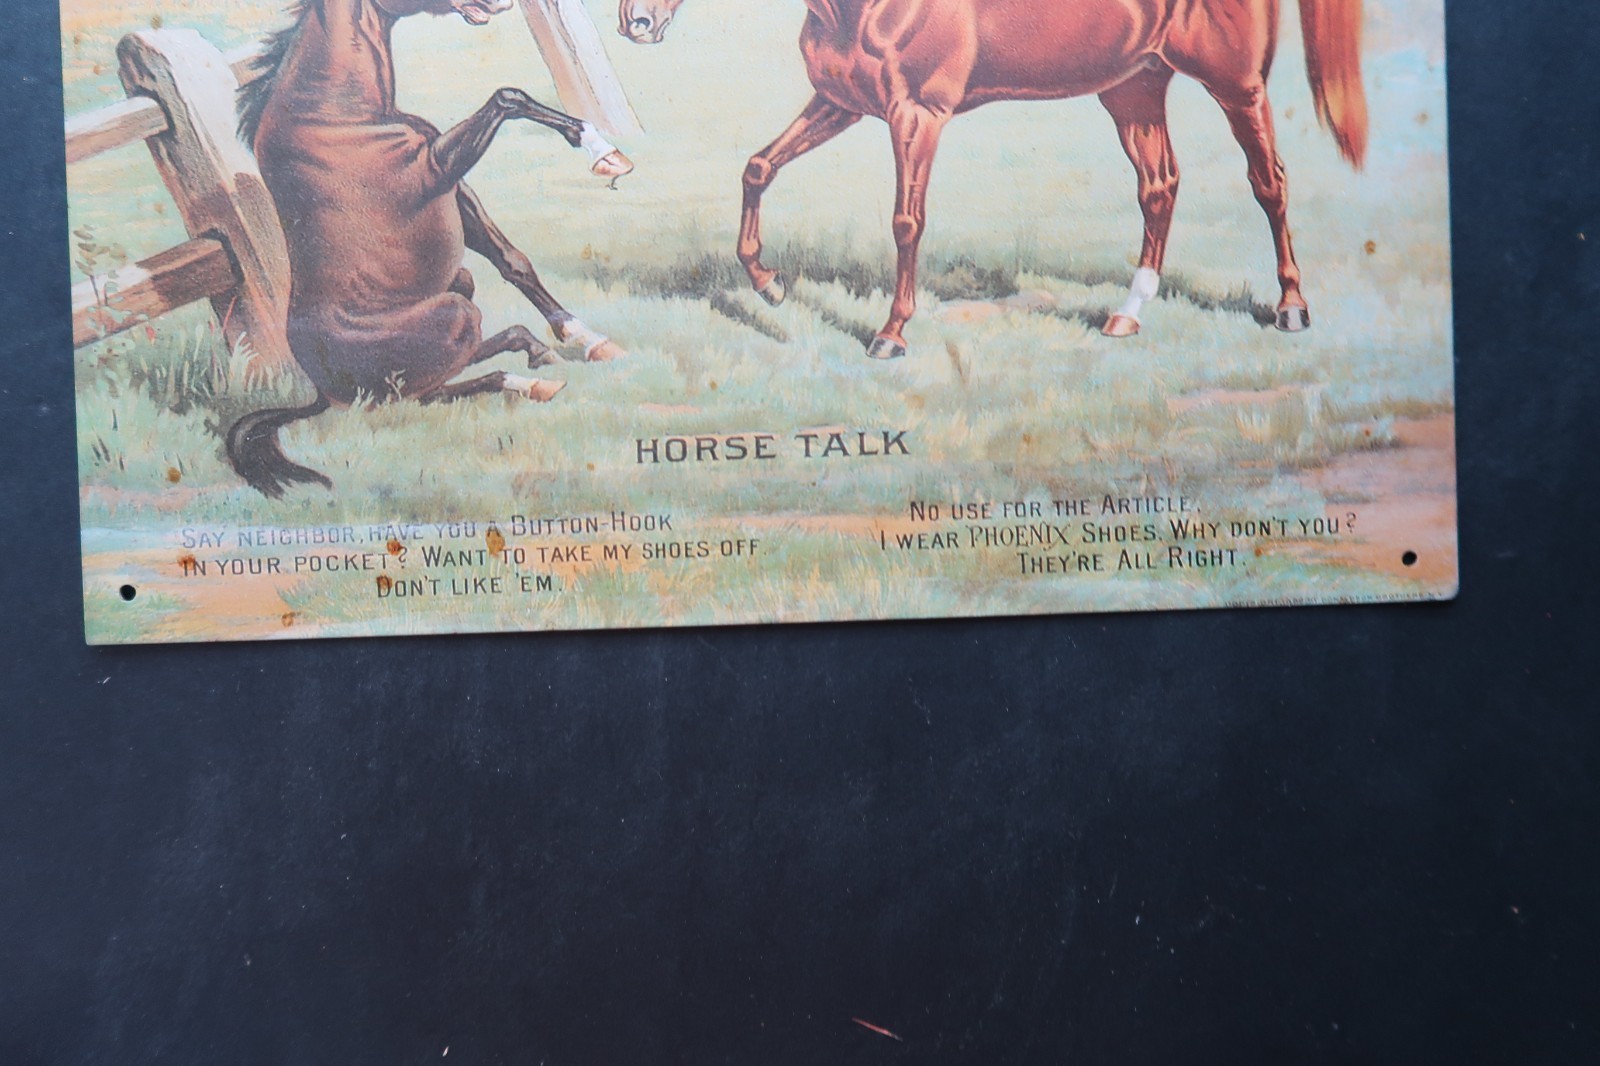 HORSE TALK
SAY NEIGHBOR, HAVE YOU A BUTTON-HOOK
IN YOUR POCKET? WANT TO TAKE MY SHOES OFF.
DON'T LIKE 'EM.
NO USE FOR THE ARTICLE.
I WEAR PHOENIX SHOES. WHY DON'T YOU?
THEY'RE ALL RIGHT.